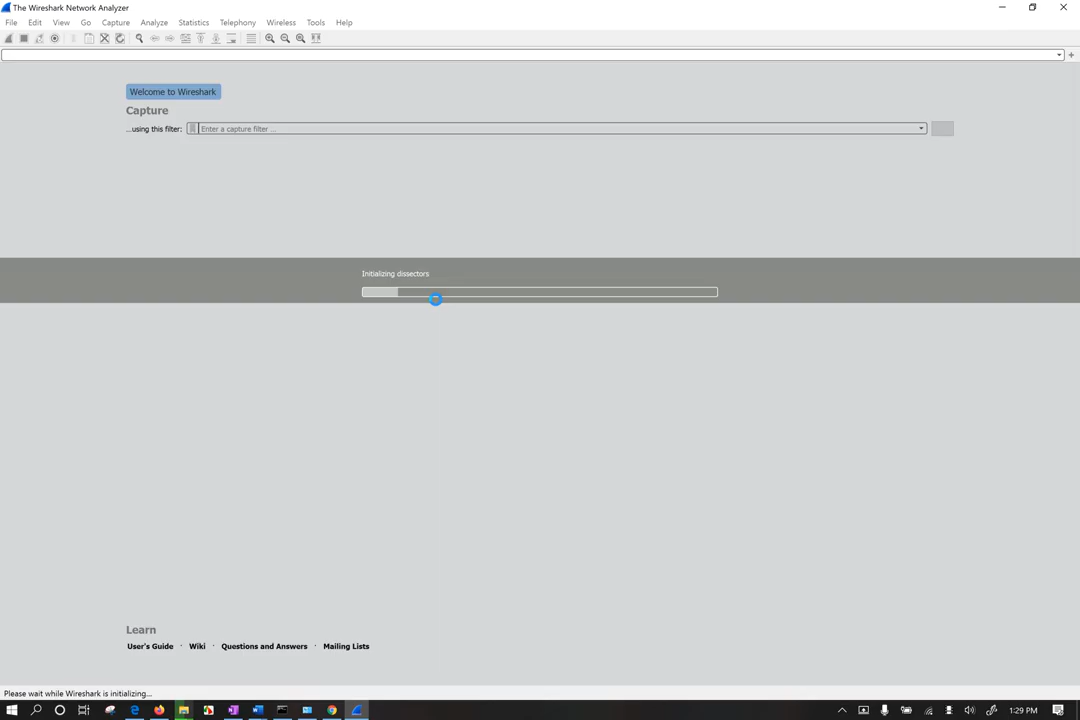 The Wireshark Network Analyzer
File Edit View Go Capture Analyze Statistics Telephony Wireless Tools Help
Welcome to Wireshark
Capture
...using this filter: Enter a capture filter ...
Initializing dissectors
Learn
User's Guide · Wiki · Questions and Answers · Mailing Lists
Please wait while Wireshark is initializing...
1:29 PM